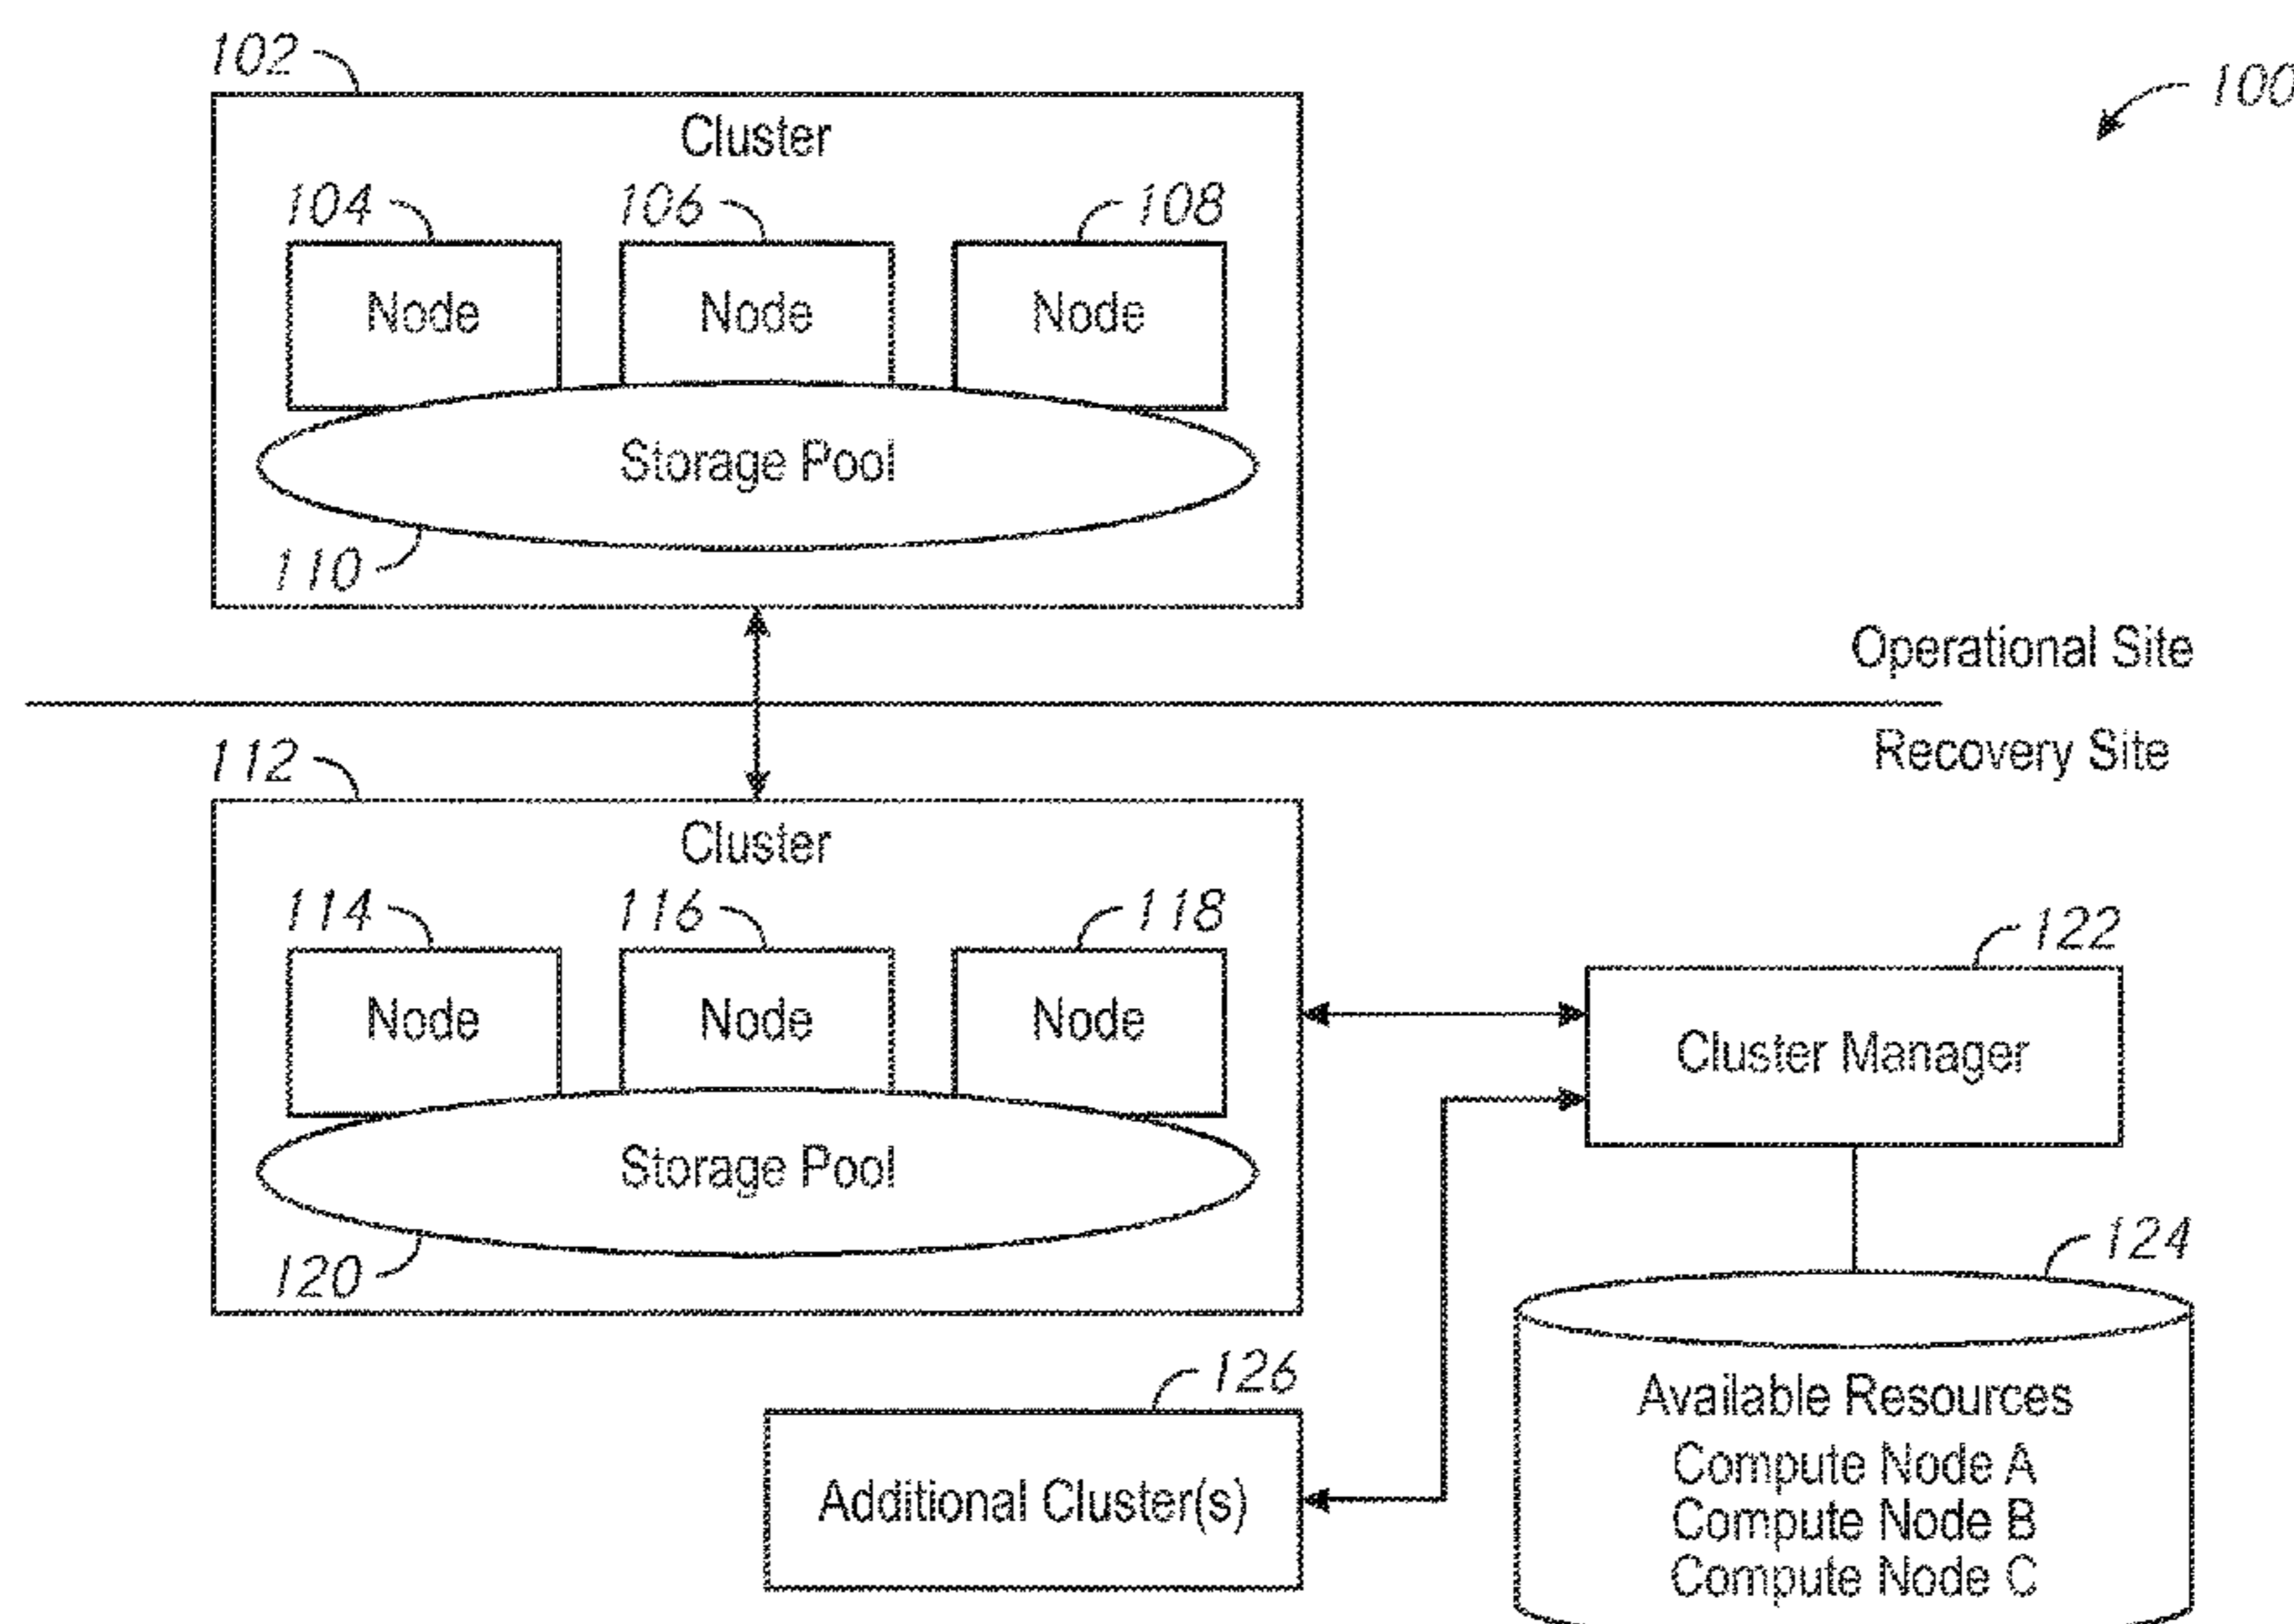 102
100
Cluster
104
106
108
Node
Node
Node
Storage Pool
110
Operational Site
Recovery Site
112
Cluster
114
116
118
122
Node
Node
Node
Cluster Manager
Storage Pool
120
124
126
Available Resources
Additional Cluster(s)
Compute Node A
Compute Node B
Compute Node C